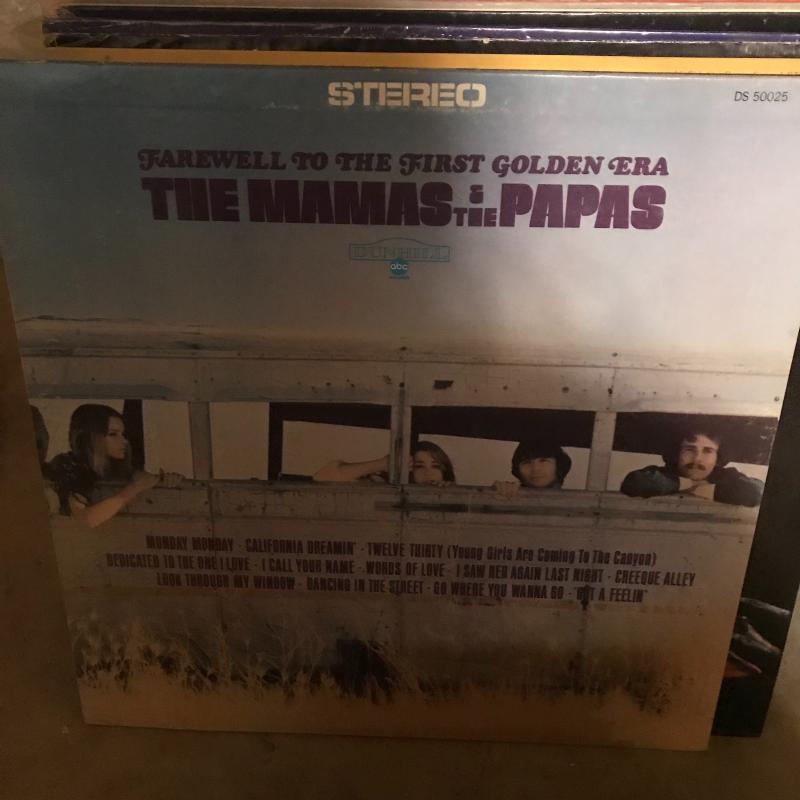 STEREO
DS 50025
FAREWELL TO THE FIRST GOLDEN ERA
THE MAMAS & THE PAPAS
DUNHILL
abc
MONDAY MONDAY · CALIFORNIA DREAMIN' · TWELVE THIRTY (Young Girls Are Coming To The Canyon)
DEDICATED TO THE ONE I LOVE · I CALL YOUR NAME · WORDS OF LOVE · I SAW HER AGAIN LAST NIGHT · CREEQUE ALLEY
LOOK THROUGH MY WINDOW · DANCING IN THE STREET · GO WHERE YOU WANNA GO · "GOT A FEELIN'"